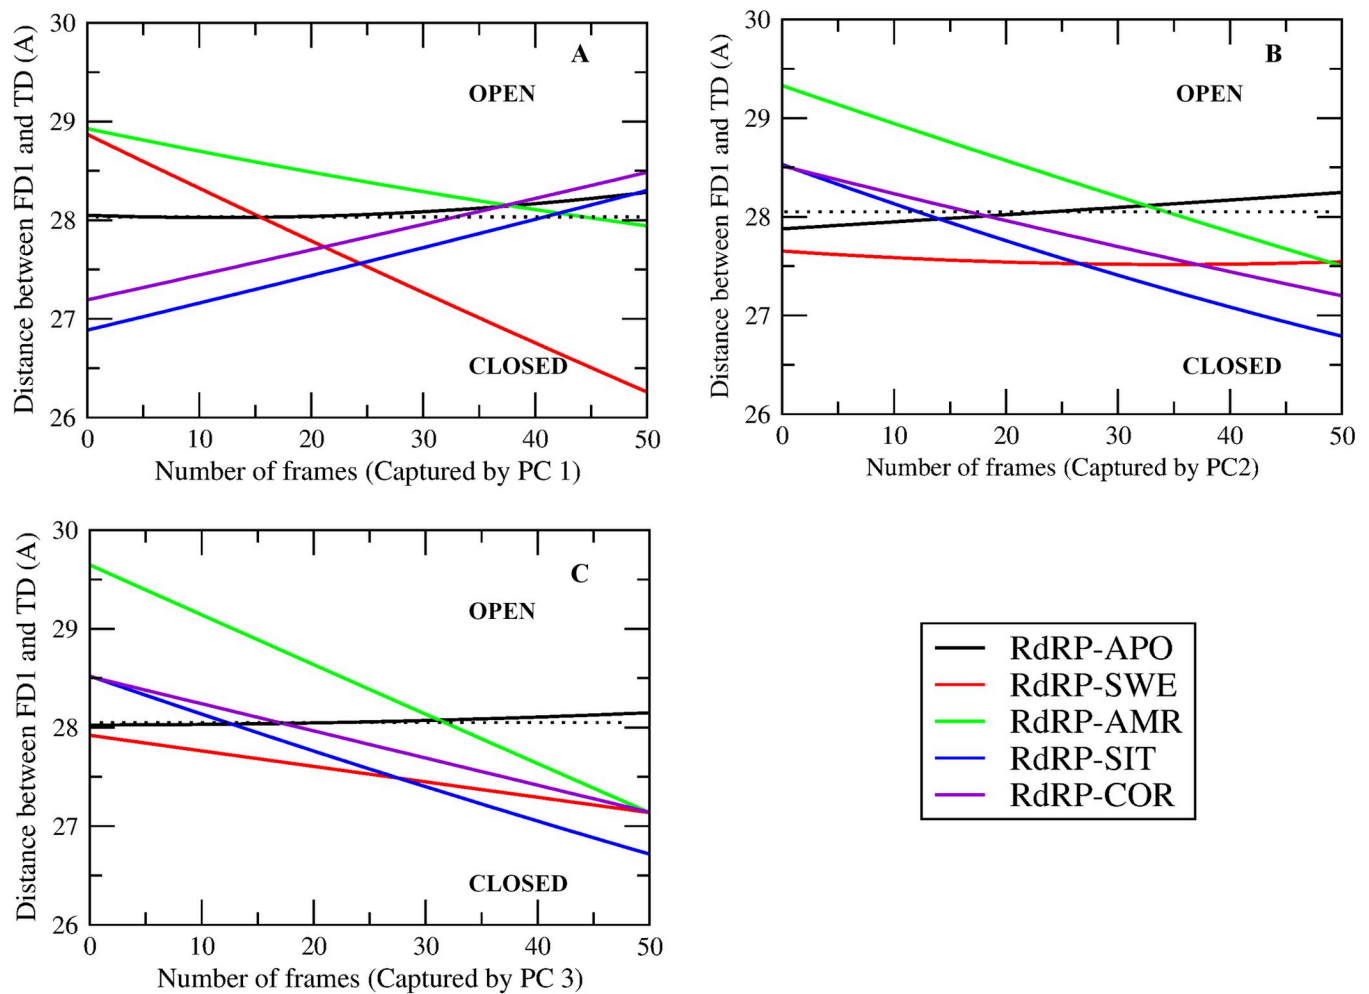 Distance between FD1 and TD (A)
30
29
28
27
26
A
OPEN
CLOSED
0 10 20 30 40 50
Number of frames (Captured by PC 1)
Distance between FD1 and TD (A)
30
29
28
27
26
B
OPEN
CLOSED
0 10 20 30 40 50
Number of frames (Captured by PC2)
Distance between FD1 and TD (A)
30
29
28
27
26
C
OPEN
CLOSED
0 10 20 30 40 50
Number of frames (Captured by PC 3)
RdRP-APO
RdRP-SWE
RdRP-AMR
RdRP-SIT
RdRP-COR